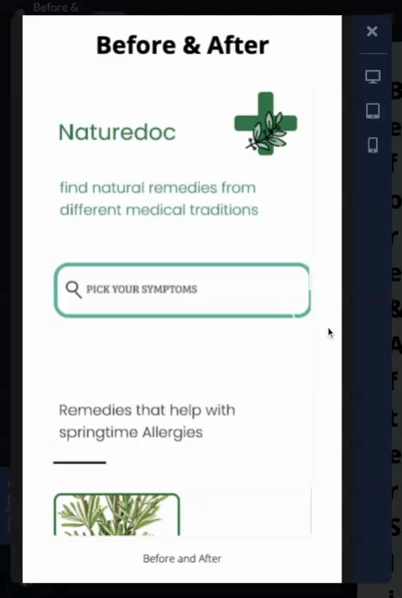 Before &
Before & After
Naturedoc
find natural remedies from
different medical traditions
PICK YOUR SYMPTOMS
Remedies that help with
springtime Allergies
Before and After
B
e
f
o
r
e
&
A
f
t
e
r
S
l
i